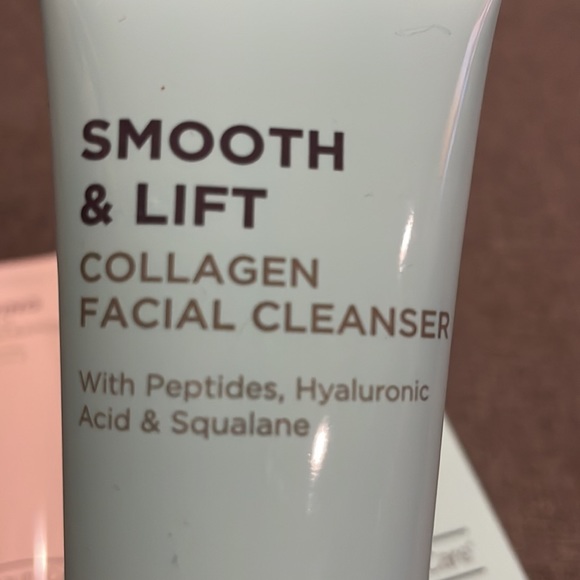 SMOOTH
& LIFT
COLLAGEN
FACIAL CLEANSER
With Peptides, Hyaluronic
Acid & Squalane